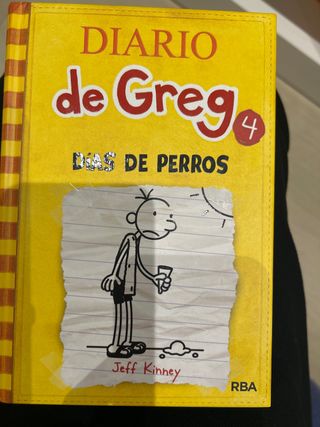 DIARIO
de Greg 4
DÍAS DE PERROS
Jeff Kinney
RBA